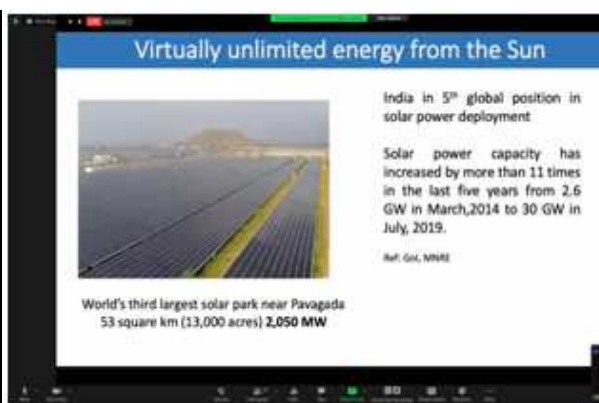 Virtually unlimited energy from the Sun
India in 5th global position in
solar power deployment
Solar power capacity has
increased by more than 11 times
in the last five years from 2.6
GW in March,2014 to 30 GW in
July, 2019.
Ref: GoI, MNRE
World's third largest solar park near Pavagada
53 square km (13,000 acres) 2,050 MW